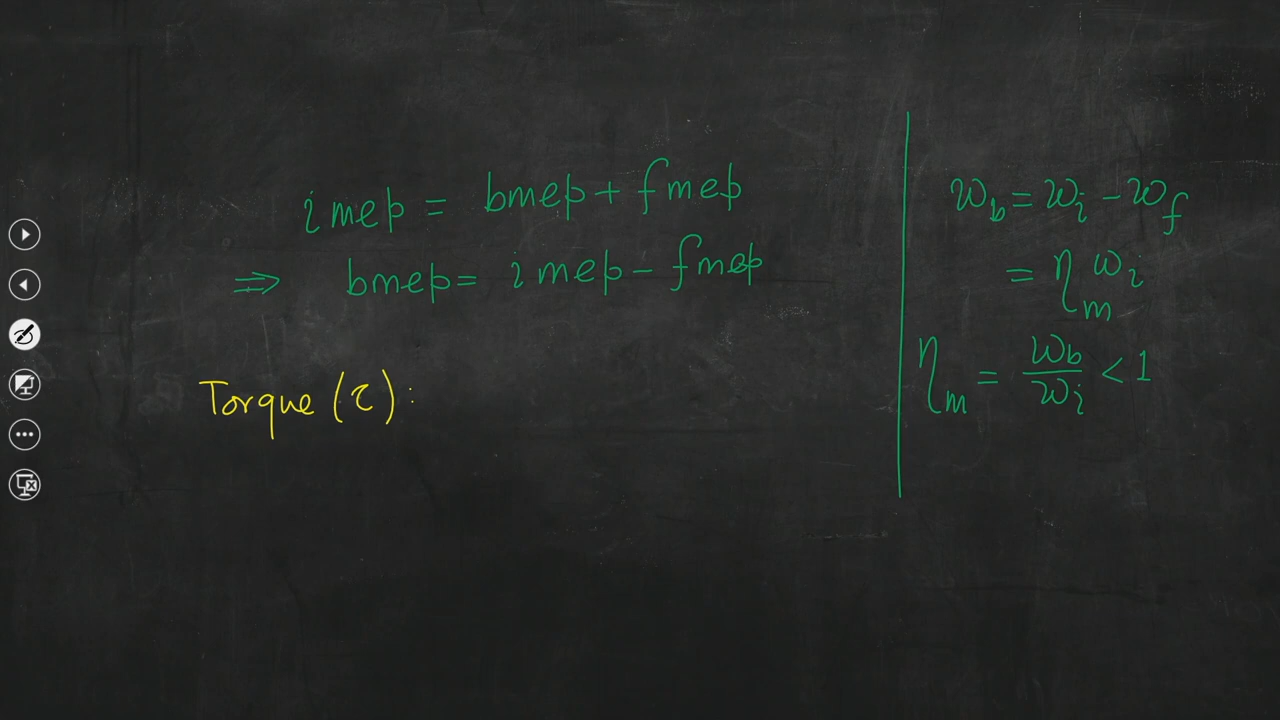 imep = bmep + fmep
⇒ bmep = imep - fmep
Torque (τ):
w_b = w_i - w_f
= η_m w_i
η_m = w_b / w_i < 1